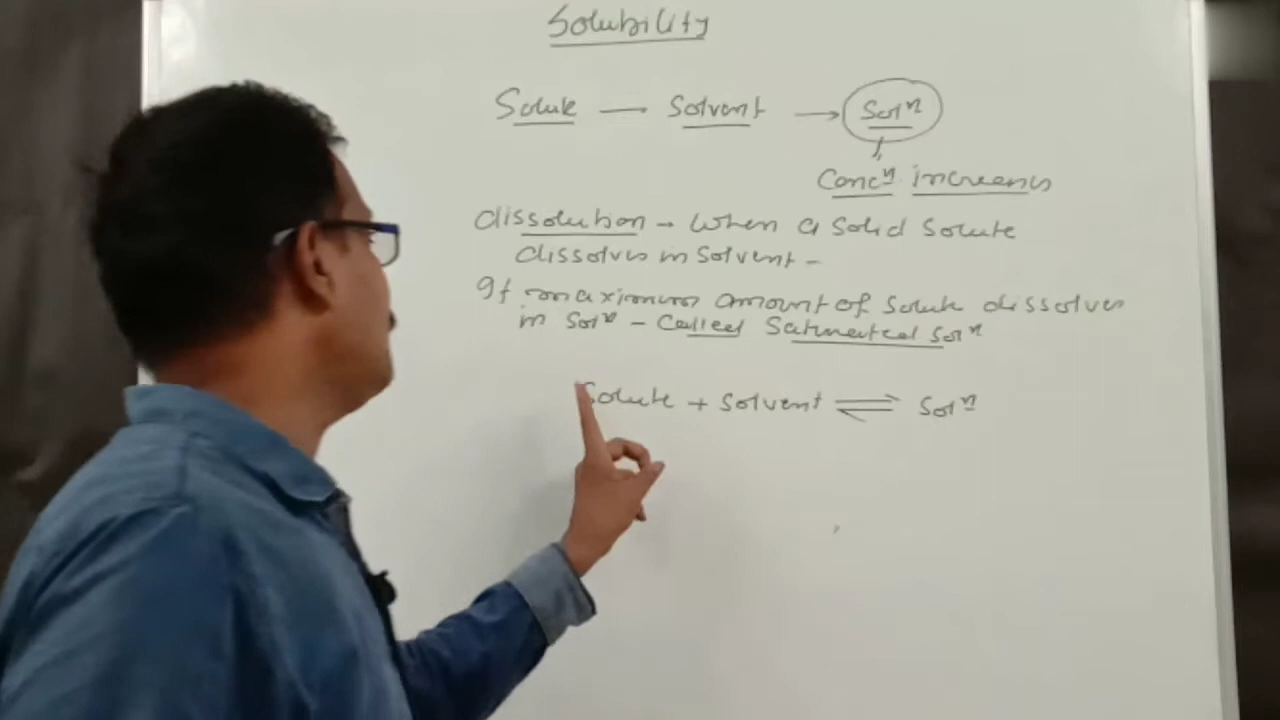 Solubility
Solute — Solvent → Solⁿ
Concⁿ increases
dissolution – When a solid solute
dissolves in solvent –
If maximum amount of solute dissolves
in Solⁿ – Called Saturated Solⁿ
Solute + Solvent ⇌ Solⁿ